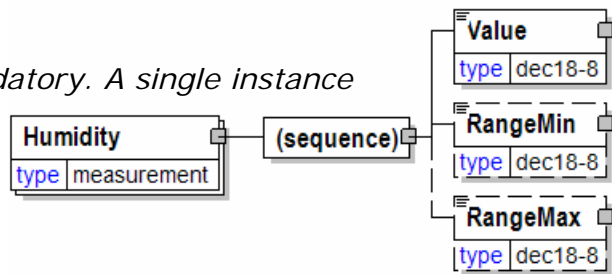 Value
type dec18-8
datory. A single instance
RangeMin
type dec18-8
Humidity
type measurement
(sequence)
RangeMax
type dec18-8